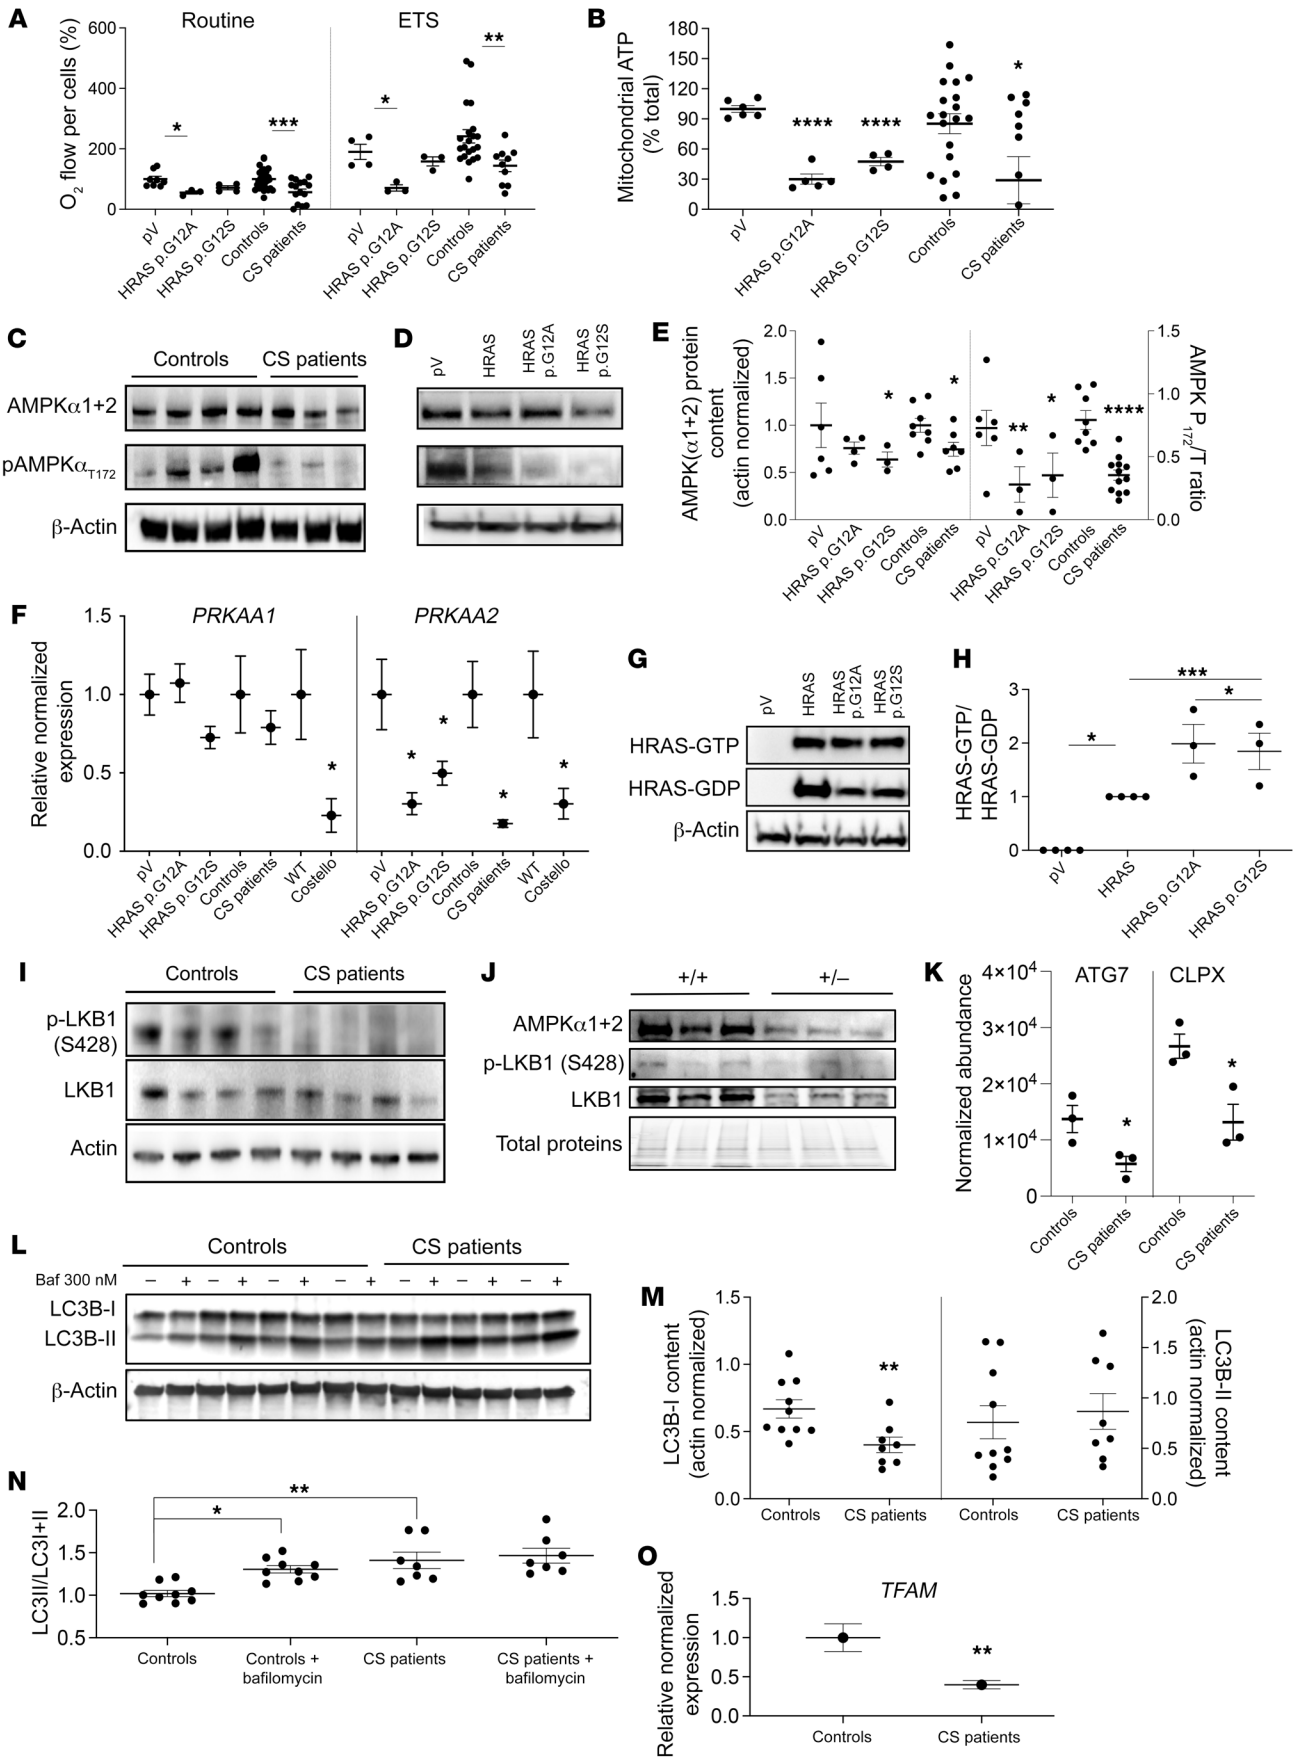 A
O2 flow per cells (%)
600
400
200
0
Routine
ETS
*
***
*
**
pV
HRAS p.G12A
HRAS p.G12S
Controls
CS patients
pV
HRAS p.G12A
HRAS p.G12S
Controls
CS patients
B
Mitochondrial ATP
(% total)
180
150
120
90
60
30
0
****
****
*
pV
HRAS p.G12A
HRAS p.G12S
Controls
CS patients
C
Controls
CS patients
AMPKα1+2
pAMPKαT172
β-Actin
D
pV
HRAS
HRAS
p.G12A
HRAS
p.G12S
E
AMPK(α1+2) protein
content
(actin normalized)
2.0
1.5
1.0
0.5
0.0
*
*
**
*
****
1.5
1.0
0.5
0.0
AMPK P172/T ratio
pV
HRAS p.G12A
HRAS p.G12S
Controls
CS patients
pV
HRAS p.G12A
HRAS p.G12S
Controls
CS patients
F
Relative normalized
expression
1.5
1.0
0.5
0.0
PRKAA1
PRKAA2
*
*
*
*
*
pV
HRAS p.G12A
HRAS p.G12S
Controls
CS patients
WT
Costello
pV
HRAS p.G12A
HRAS p.G12S
Controls
CS patients
WT
Costello
G
pV
HRAS
HRAS
p.G12A
HRAS
p.G12S
HRAS-GTP
HRAS-GDP
β-Actin
H
HRAS-GTP/
HRAS-GDP
3
2
1
0
*
***
*
pV
HRAS
HRAS p.G12A
HRAS p.G12S
I
Controls
CS patients
p-LKB1
(S428)
LKB1
Actin
J
+/+
+/–
AMPKα1+2
p-LKB1 (S428)
LKB1
Total proteins
K
Normalized abundance
4×104
3×104
2×104
1×104
0
ATG7
CLPX
*
*
Controls
CS patients
Controls
CS patients
L
Controls
CS patients
Baf 300 nM – + – + – + – + – + – + – +
LC3B-I
LC3B-II
β-Actin
M
LC3B-I content
(actin normalized)
1.5
1.0
0.5
0.0
**
2.0
1.5
1.0
0.5
0.0
LC3B-II content
(actin normalized)
Controls
CS patients
Controls
CS patients
N
LC3II/LC3I+II
2.0
1.5
1.0
0.5
*
**
Controls
Controls +
bafilomycin
CS patients
CS patients +
bafilomycin
O
Relative normalized
expression
1.5
1.0
0.5
0.0
TFAM
**
Controls
CS patients